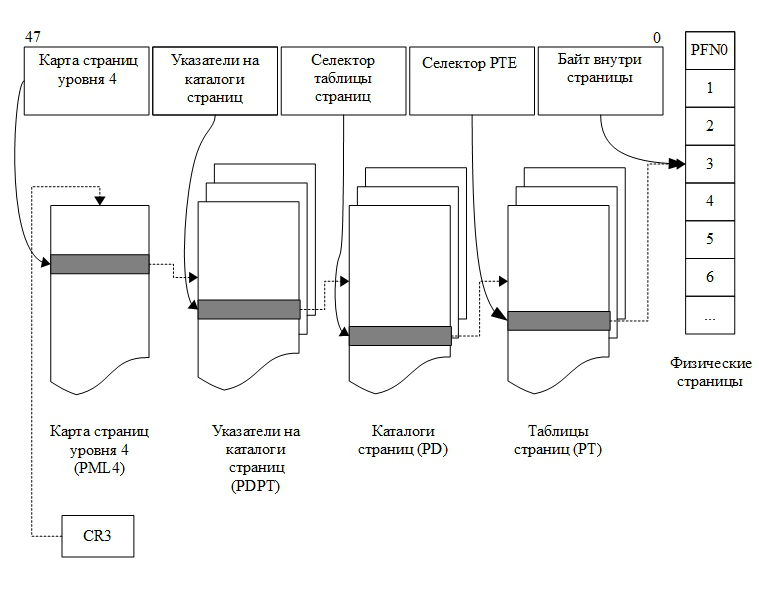 47
0
Карта страниц
уровня 4
Указатели на
каталоги
страниц
Селектор
таблицы
страниц
Селектор PTE
Байт внутри
страницы
PFN0
1
2
3
4
5
6
...
Физические
страницы
Карта страниц
уровня 4
(PML4)
Указатели на
каталоги
страниц
(PDPT)
Каталоги
страниц (PD)
Таблицы
страниц (PT)
CR3